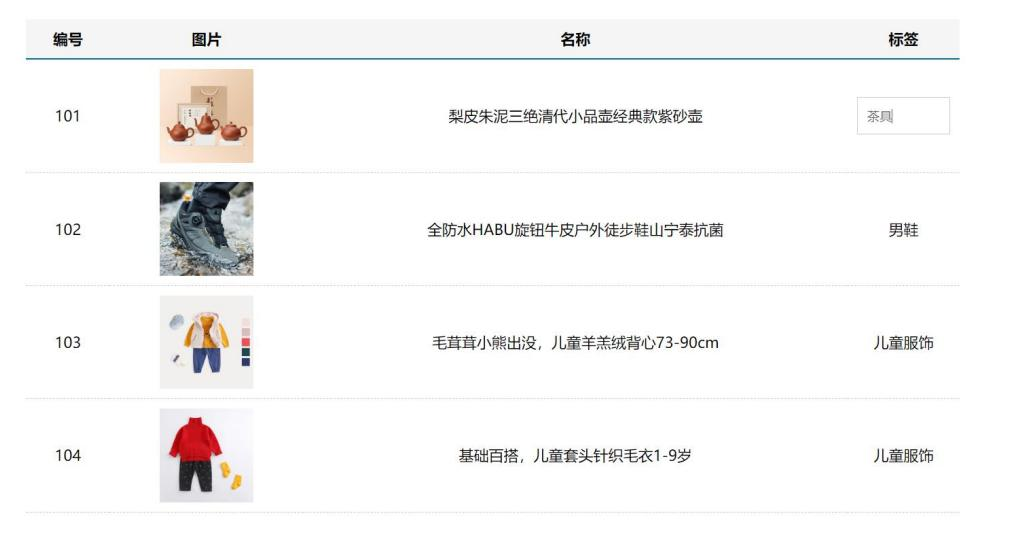 编号 图片 名称 标签
101 梨皮朱泥三绝清代小品壶经典款紫砂壶 茶具
102 全防水HABU旋钮牛皮户外徒步鞋山宁泰抗菌 男鞋
103 毛茸茸小熊出没，儿童羊羔绒背心73-90cm 儿童服饰
104 基础百搭，儿童套头针织毛衣1-9岁 儿童服饰